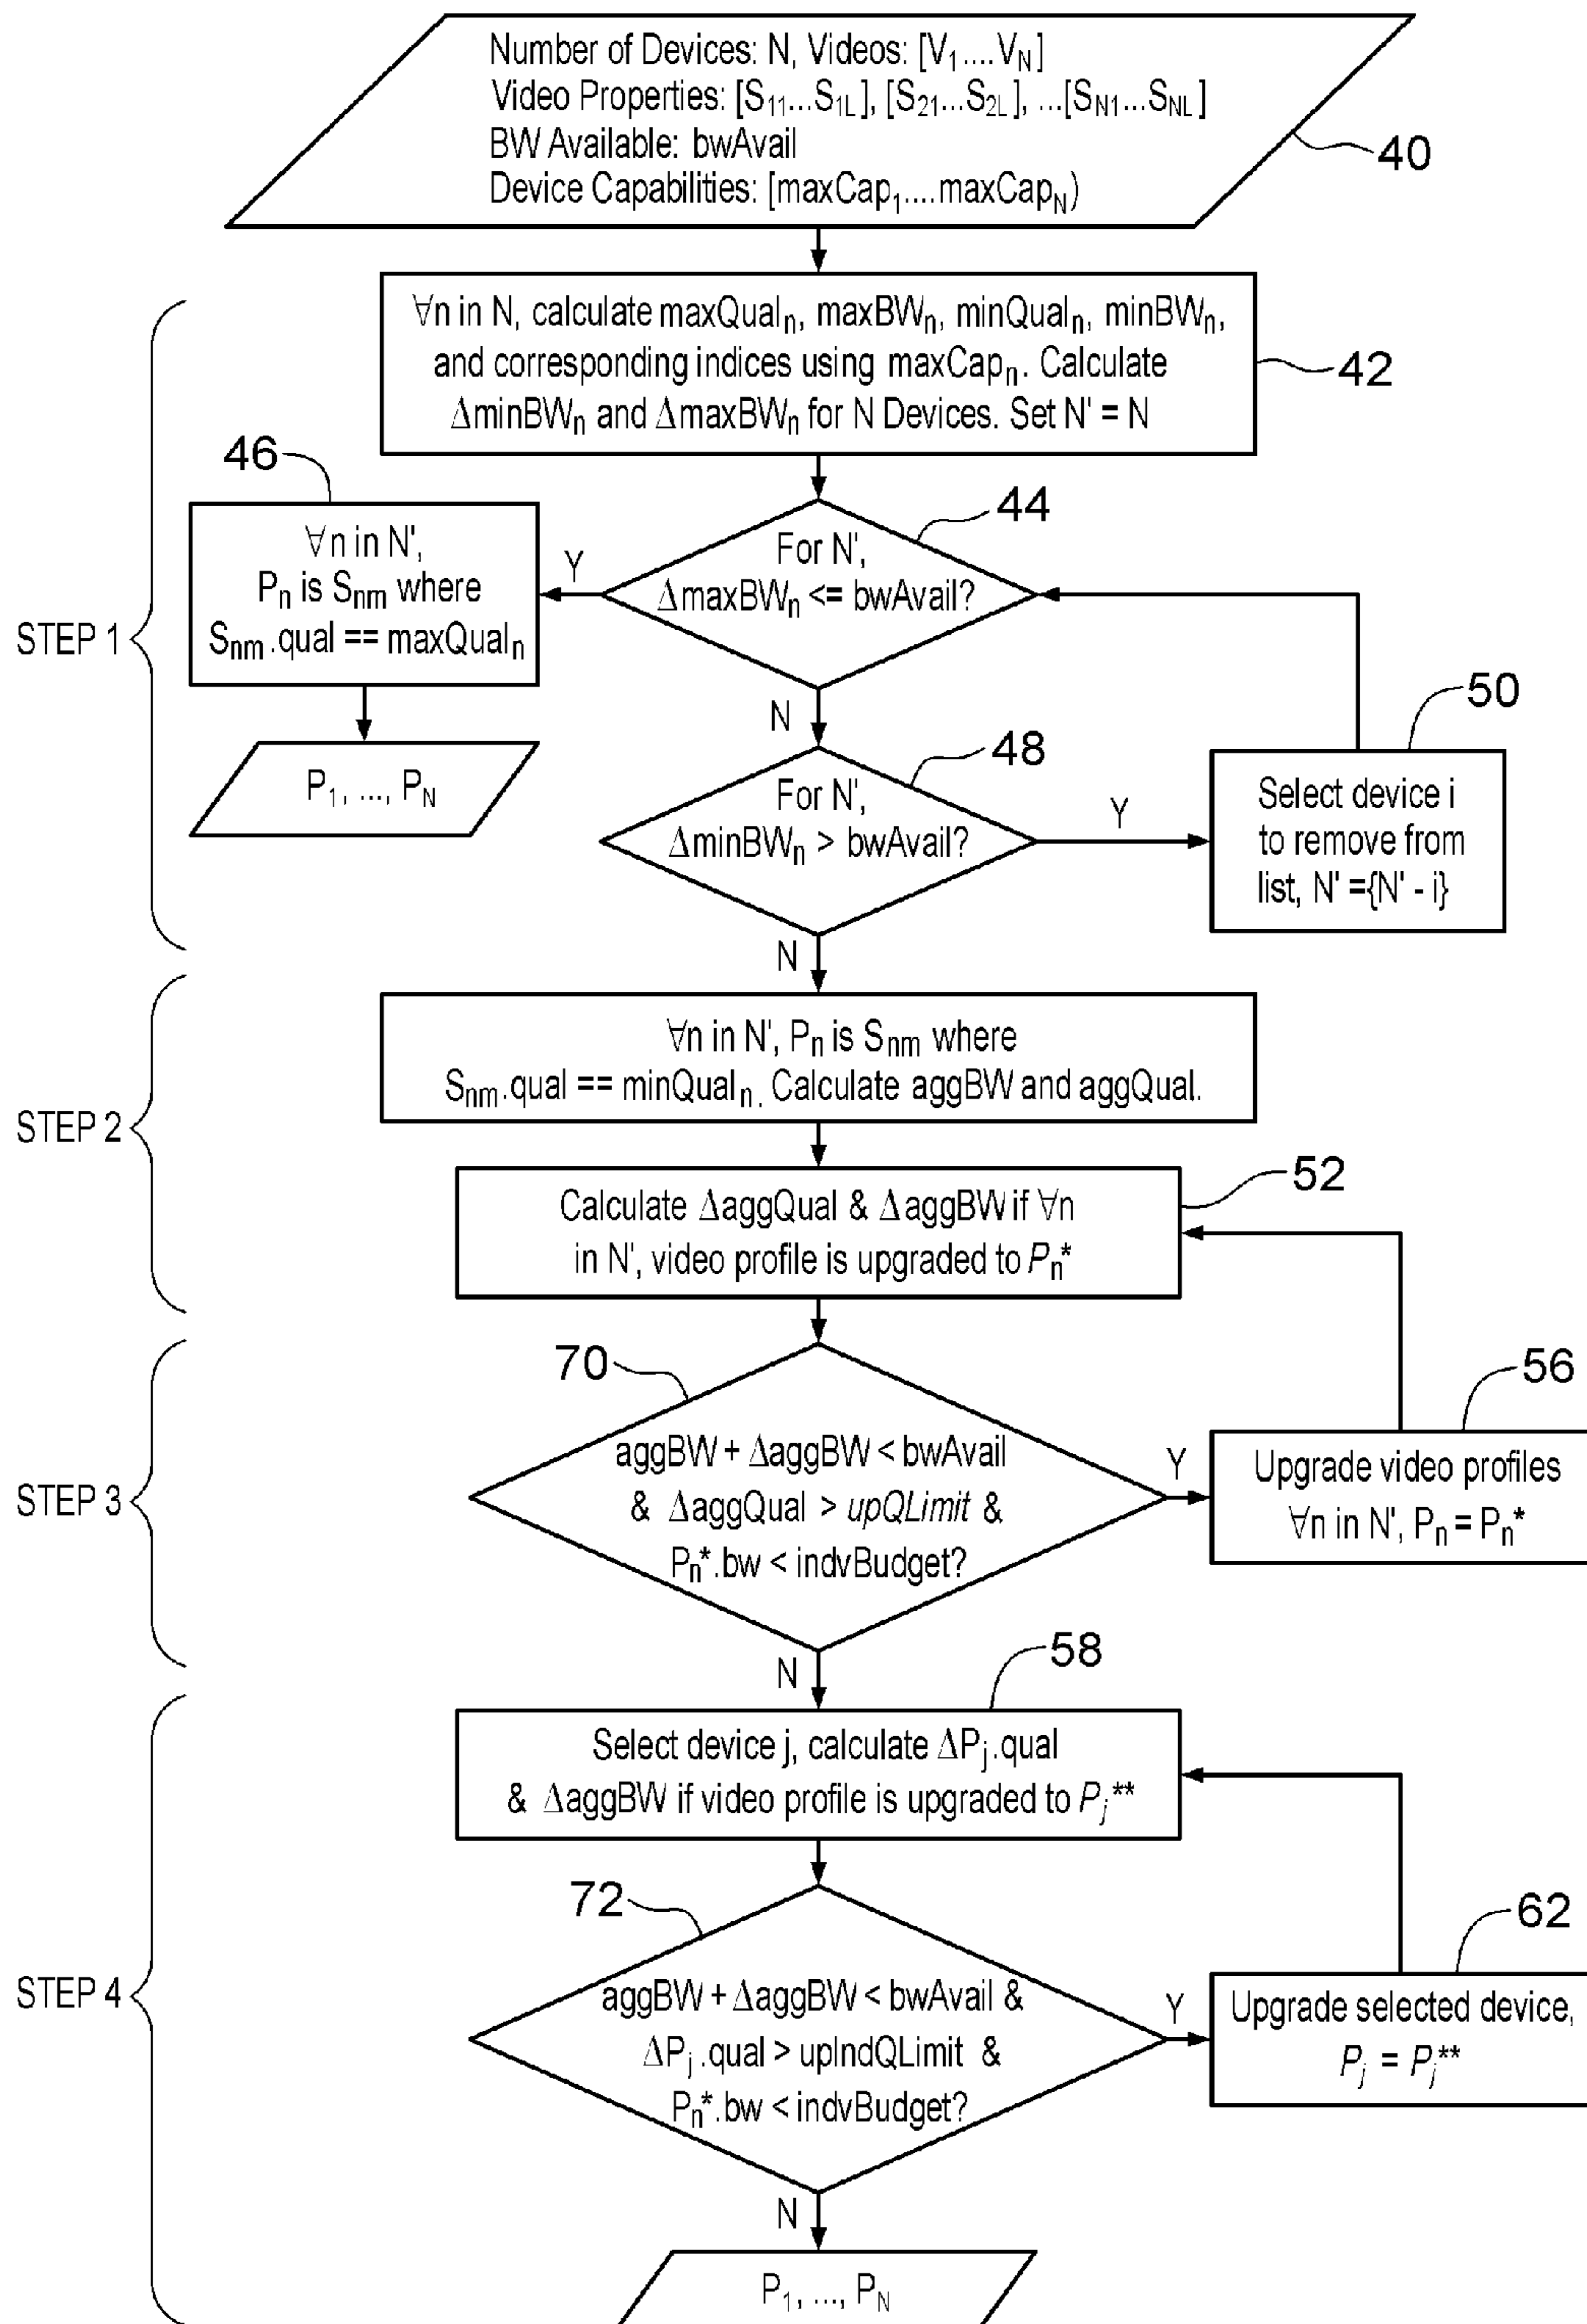 Number of Devices: N, Videos: [V₁....V_N]
Video Properties: [S₁₁...S₁L], [S₂₁...S₂L], ...[S_N1...S_NL]
BW Available: bwAvail
Device Capabilities: [maxCap₁....maxCap_N)
40
∀n in N, calculate maxQualₙ, maxBWₙ, minQualₙ, minBWₙ,
and corresponding indices using maxCapₙ. Calculate
ΔminBWₙ and ΔmaxBWₙ for N Devices. Set N' = N
42
46
∀n in N',
Pₙ is Sₙₘ where
Sₙₘ.qual == maxQualₙ
Y
For N',
ΔmaxBWₙ <= bwAvail?
44
STEP 1
N
P₁, ..., P_N
For N',
ΔminBWₙ > bwAvail?
48
Y
50
Select device i
to remove from
list, N' ={N' - i}
N
STEP 2
∀n in N', Pₙ is Sₙₘ where
Sₙₘ.qual == minQualₙ. Calculate aggBW and aggQual.
Calculate ΔaggQual & ΔaggBW if ∀n
in N', video profile is upgraded to Pₙ*
52
STEP 3
70
aggBW + ΔaggBW < bwAvail
& ΔaggQual > upQLimit &
Pₙ*.bw < indvBudget?
Y
56
Upgrade video profiles
∀n in N', Pₙ = Pₙ*
N
58
Select device j, calculate ΔPⱼ.qual
& ΔaggBW if video profile is upgraded to Pⱼ**
STEP 4
72
aggBW + ΔaggBW < bwAvail &
ΔPⱼ.qual > upIndQLimit &
Pₙ*.bw < indvBudget?
Y
62
Upgrade selected device,
Pⱼ = Pⱼ**
N
P₁, ..., P_N